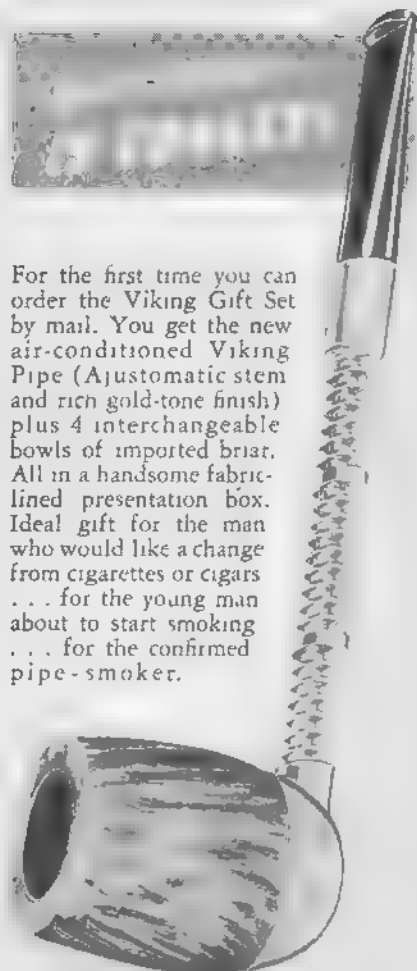 For the first time you can
order the Viking Gift Set
by mail. You get the new
air-conditioned Viking
Pipe (Ajustomatic stem
and rich gold-tone finish)
plus 4 interchangeable
bowls of imported briar.
All in a handsome fabric-
lined presentation box.
Ideal gift for the man
who would like a change
from cigarettes or cigars
. . . for the young man
about to start smoking
. . . for the confirmed
pipe-smoker.